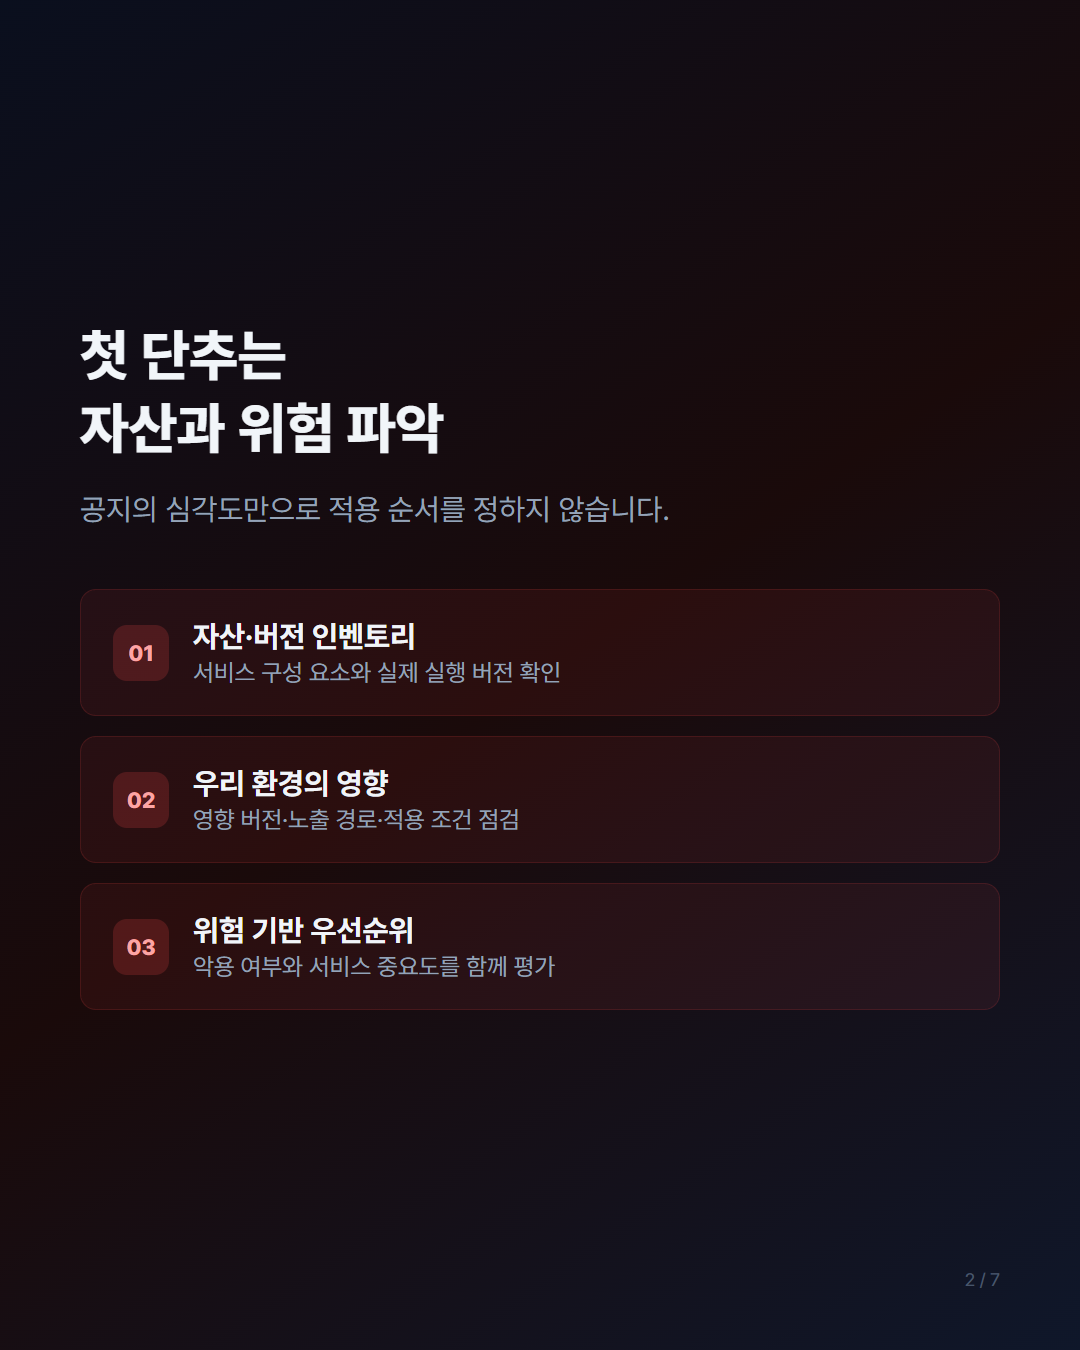 첫 단추는
자산과 위험 파악
공지의 심각도만으로 적용 순서를 정하지 않습니다.
01
자산·버전 인벤토리
서비스 구성 요소와 실제 실행 버전 확인
02
우리 환경의 영향
영향 버전·노출 경로·적용 조건 점검
03
위험 기반 우선순위
악용 여부와 서비스 중요도를 함께 평가
2 / 7